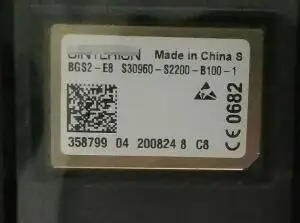 CINTERION Made in China S
BGS2-E8 S30960-S2200-B100-1
CE 0682
358799 04 200824 8 C8